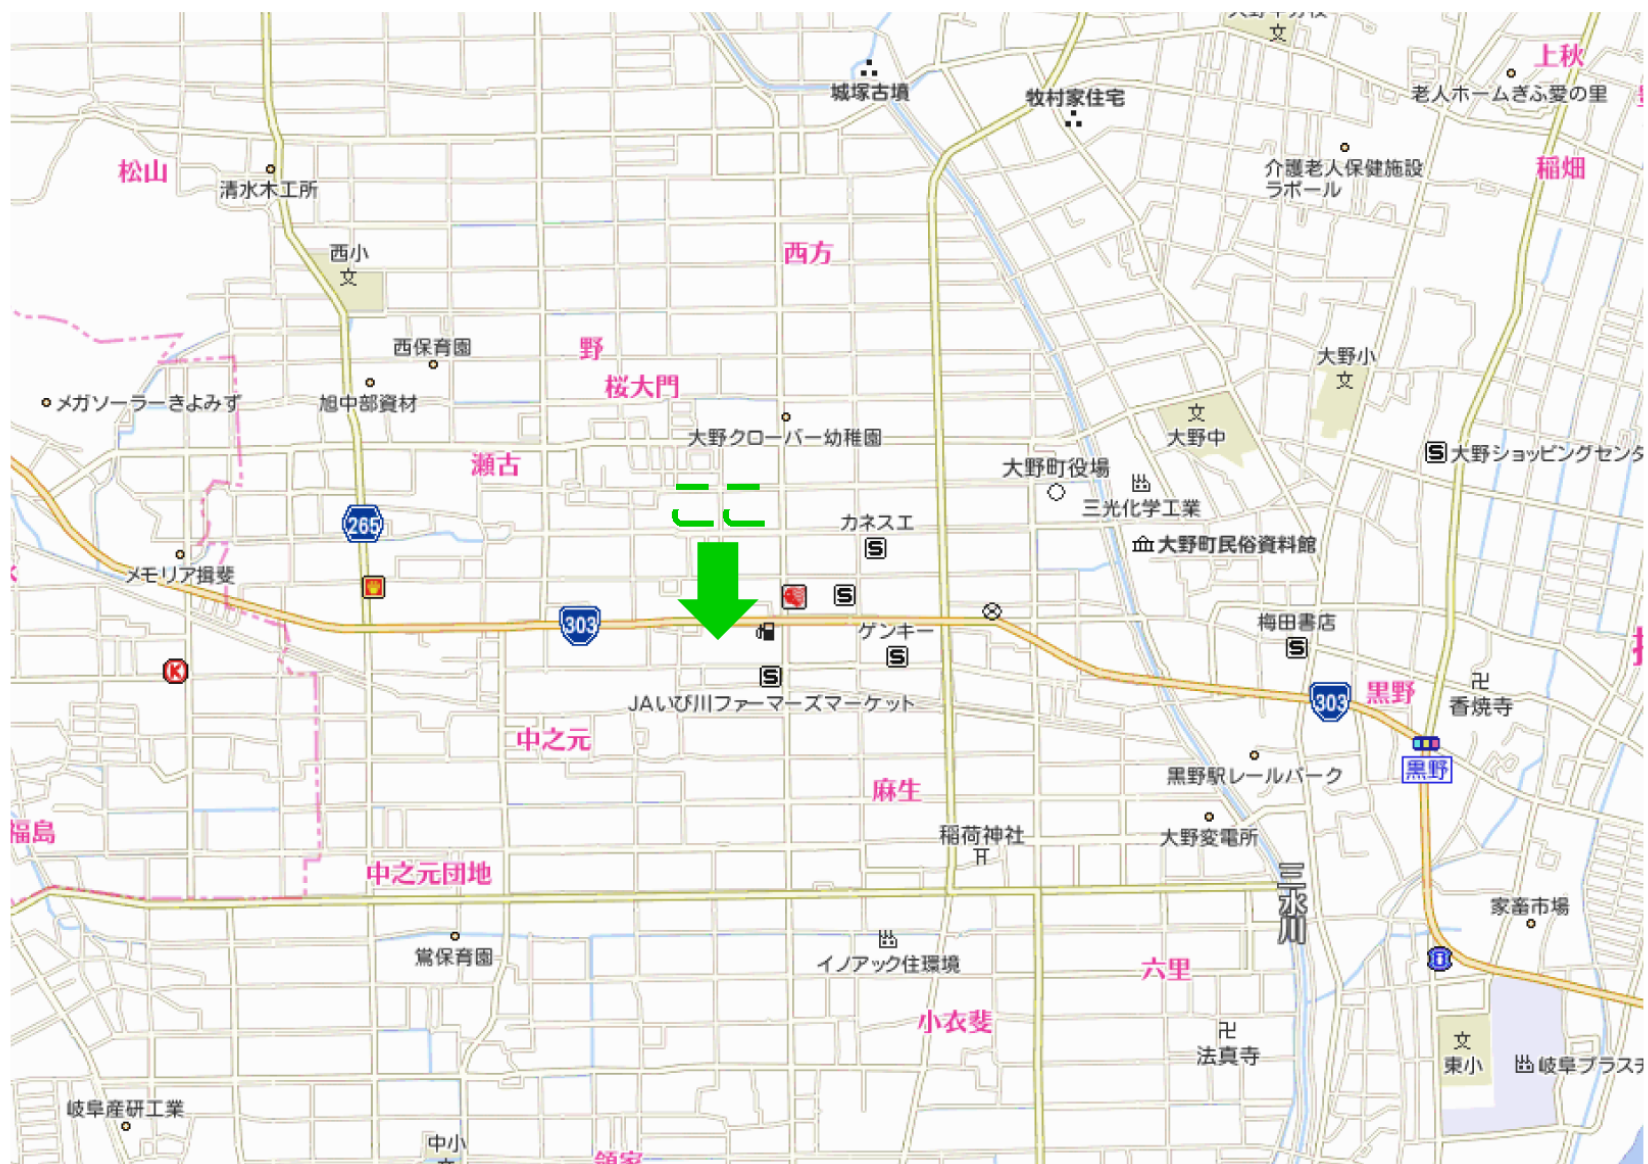 上秋
城塚古墳
牧村家住宅
老人ホームぎふ愛の里
松山
清水木工所
介護老人保健施設
ラポール
稲畑
西小
文
西方
西保育園
野
桜大門
大野小
文
メガソーラーきよみず
旭中部資材
大野クローバー幼稚園
文
大野中
瀬古
大野町役場
S
大野ショッピングセンタ
三光化学工業
265
カネスエ
S
大野町民俗資料館
メモリア揖斐
S
303
ゲンキー
S
梅田書店
S
K
S
JAいび川ファーマーズマーケット
303
黒野
香焼寺
中之元
黒野
黒野駅レールパーク
麻生
福島
稲荷神社
大野変電所
中之元団地
三水川
家畜市場
鴬保育園
イノアック住環境
六里
小衣斐
法真寺
文
東小
岐阜プラスチ
岐阜産研工業
中小
領家